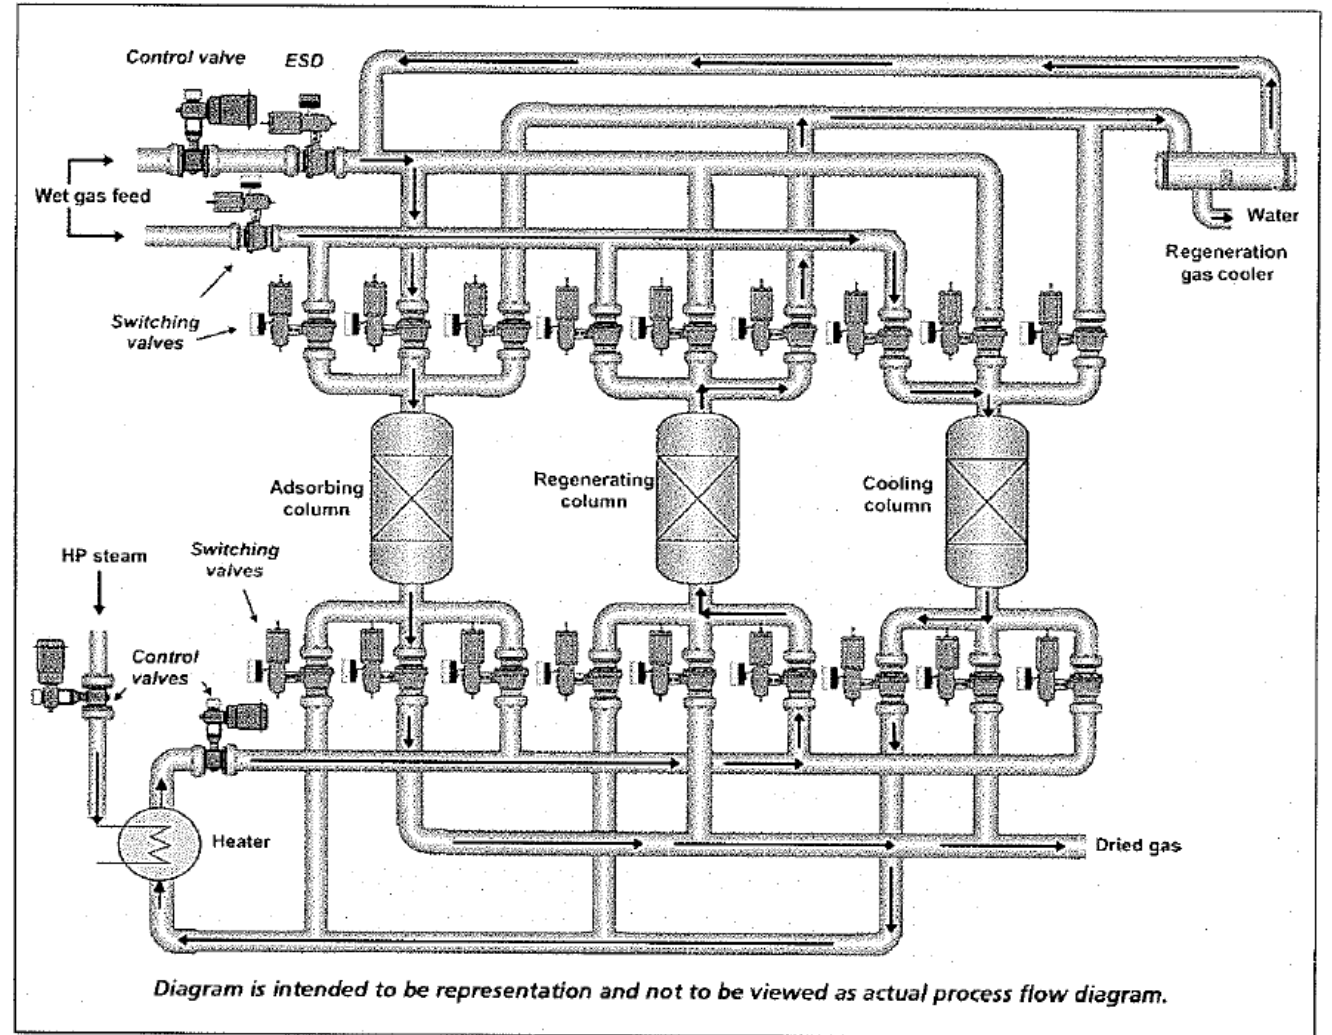 Control valve
ESD
Wet gas feed
Water
Regeneration
gas cooler
Switching
valves
Adsorbing
column
Regenerating
column
Cooling
column
HP steam
Switching
valves
Control
valves
Heater
Dried gas
Diagram is intended to be representation and not to be viewed as actual process flow diagram.